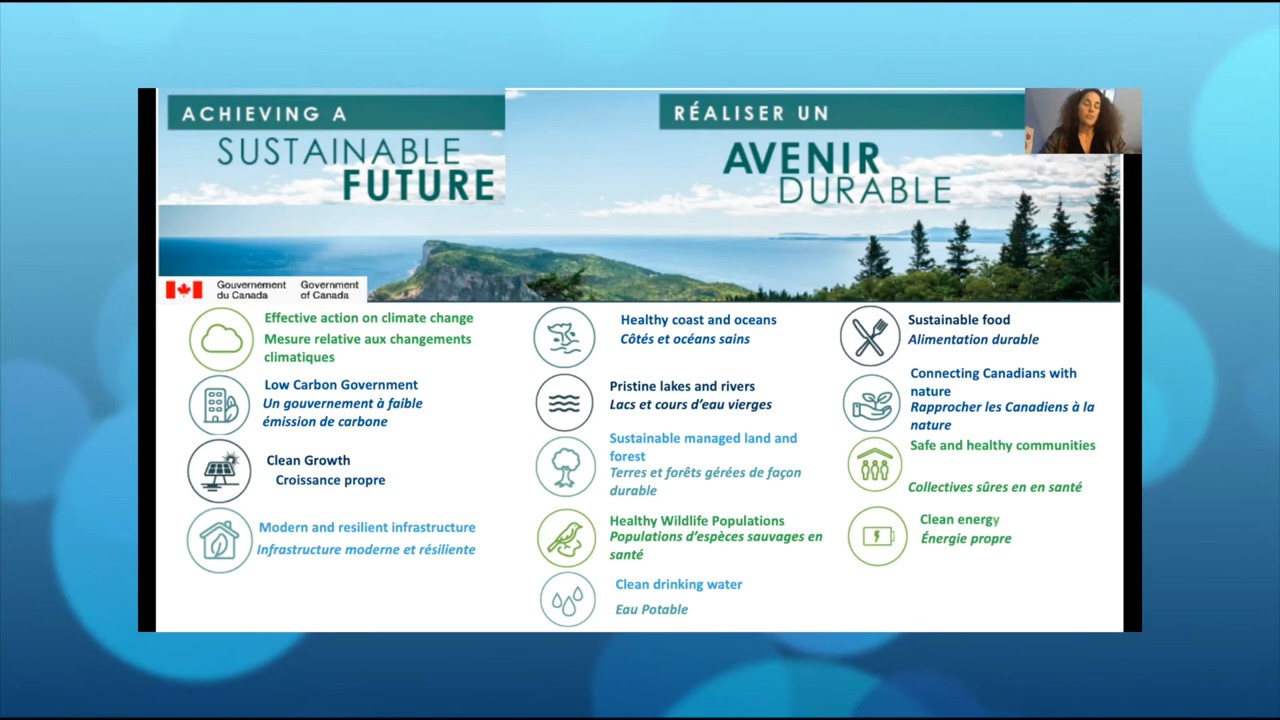 ACHIEVING A
SUSTAINABLE
FUTURE
RÉALISER UN
AVENIR
DURABLE
Gouvernement
du Canada
Government
of Canada
Effective action on climate change
Mesure relative aux changements
climatiques
Low Carbon Government
Un gouvernement à faible
émission de carbone
Clean Growth
Croissance propre
Modern and resilient infrastructure
Infrastructure moderne et résiliente
Healthy coast and oceans
Côtés et océans sains
Pristine lakes and rivers
Lacs et cours d'eau vierges
Sustainable managed land and
forest
Terres et forêts gérées de façon
durable
Healthy Wildlife Populations
Populations d'espèces sauvages en
santé
Clean drinking water
Eau Potable
Sustainable food
Alimentation durable
Connecting Canadians with
nature
Rapprocher les Canadiens à la
nature
Safe and healthy communities
Collectives sûres en en santé
Clean energy
Énergie propre